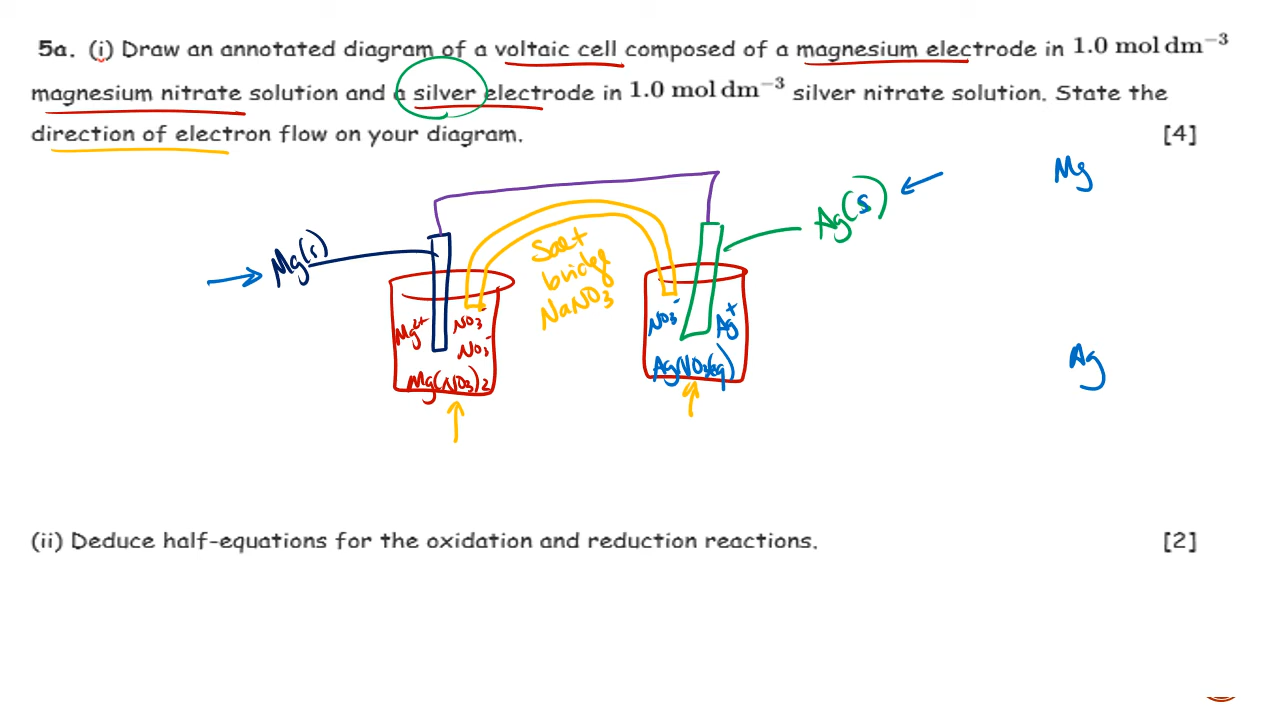 5a. (i) Draw an annotated diagram of a voltaic cell composed of a magnesium electrode in 1.0 mol dm⁻³
magnesium nitrate solution and a silver electrode in 1.0 mol dm⁻³ silver nitrate solution. State the
direction of electron flow on your diagram. [4]
Mg
Ag(s)
Mg(s)
Salt
bridge
NaNO3
Mg²⁺ NO3⁻
NO3⁻
Mg(NO3)2
NO3⁻ Ag⁺
AgNO3(aq)
Ag
(ii) Deduce half-equations for the oxidation and reduction reactions. [2]